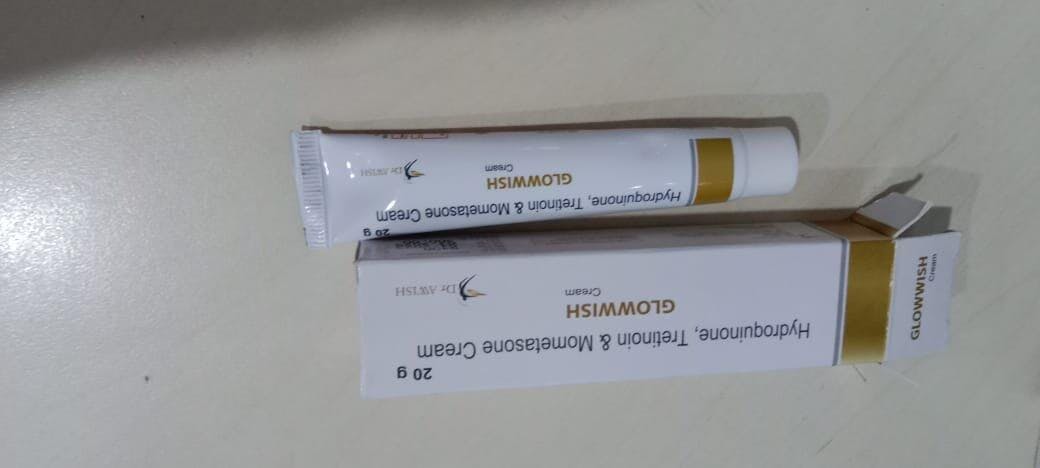 20 g
Hydroquinone, Tretinoin & Mometasone Cream
GLOWWISH
Cream
Dr AWISH
GLOWWISH
Cream
20 g
Hydroquinone, Tretinoin & Mometasone Cream
GLOWWISH
Cream
Dr AWISH